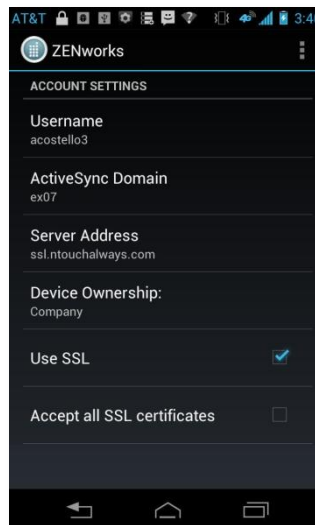 AT&T 3:4
ZENworks
ACCOUNT SETTINGS
Username
acostello3
ActiveSync Domain
ex07
Server Address
ssl.ntouchalways.com
Device Ownership:
Company
Use SSL
Accept all SSL certificates